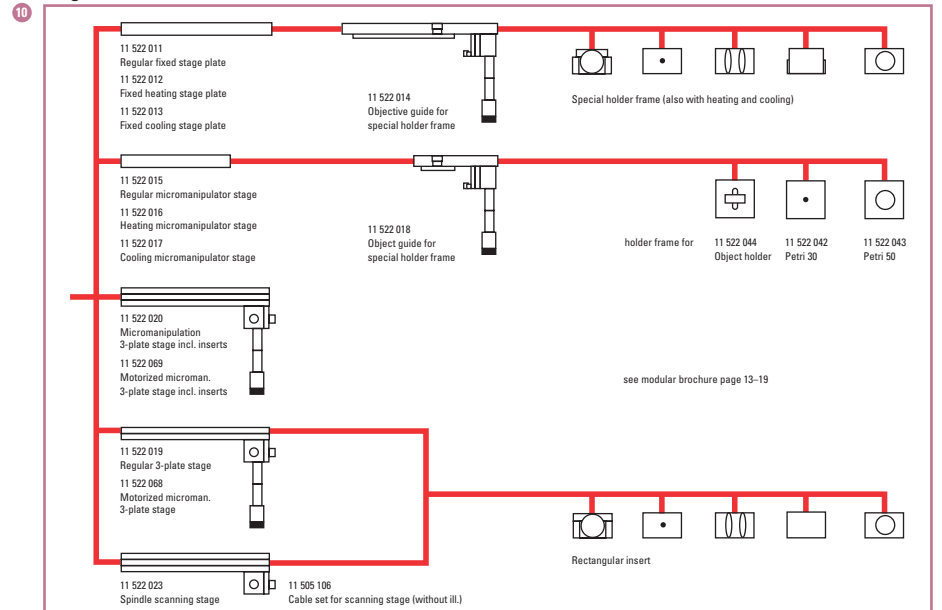 10
11 522 011
Regular fixed stage plate
11 522 012
Fixed heating stage plate
11 522 013
Fixed cooling stage plate
11 522 014
Objective guide for
special holder frame
Special holder frame (also with heating and cooling)
11 522 015
Regular micromanipulator stage
11 522 016
Heating micromanipulator stage
11 522 017
Cooling micromanipulator stage
11 522 018
Object guide for
special holder frame
holder frame for
11 522 044
Object holder
11 522 042
Petri 30
11 522 043
Petri 50
11 522 020
Micromanipulation
3-plate stage incl. inserts
11 522 069
Motorized microman.
3-plate stage incl. inserts
see modular brochure page 13–19
11 522 019
Regular 3-plate stage
11 522 068
Motorized microman.
3-plate stage
Rectangular insert
11 522 023
Spindle scanning stage
11 505 106
Cable set for scanning stage (without ill.)